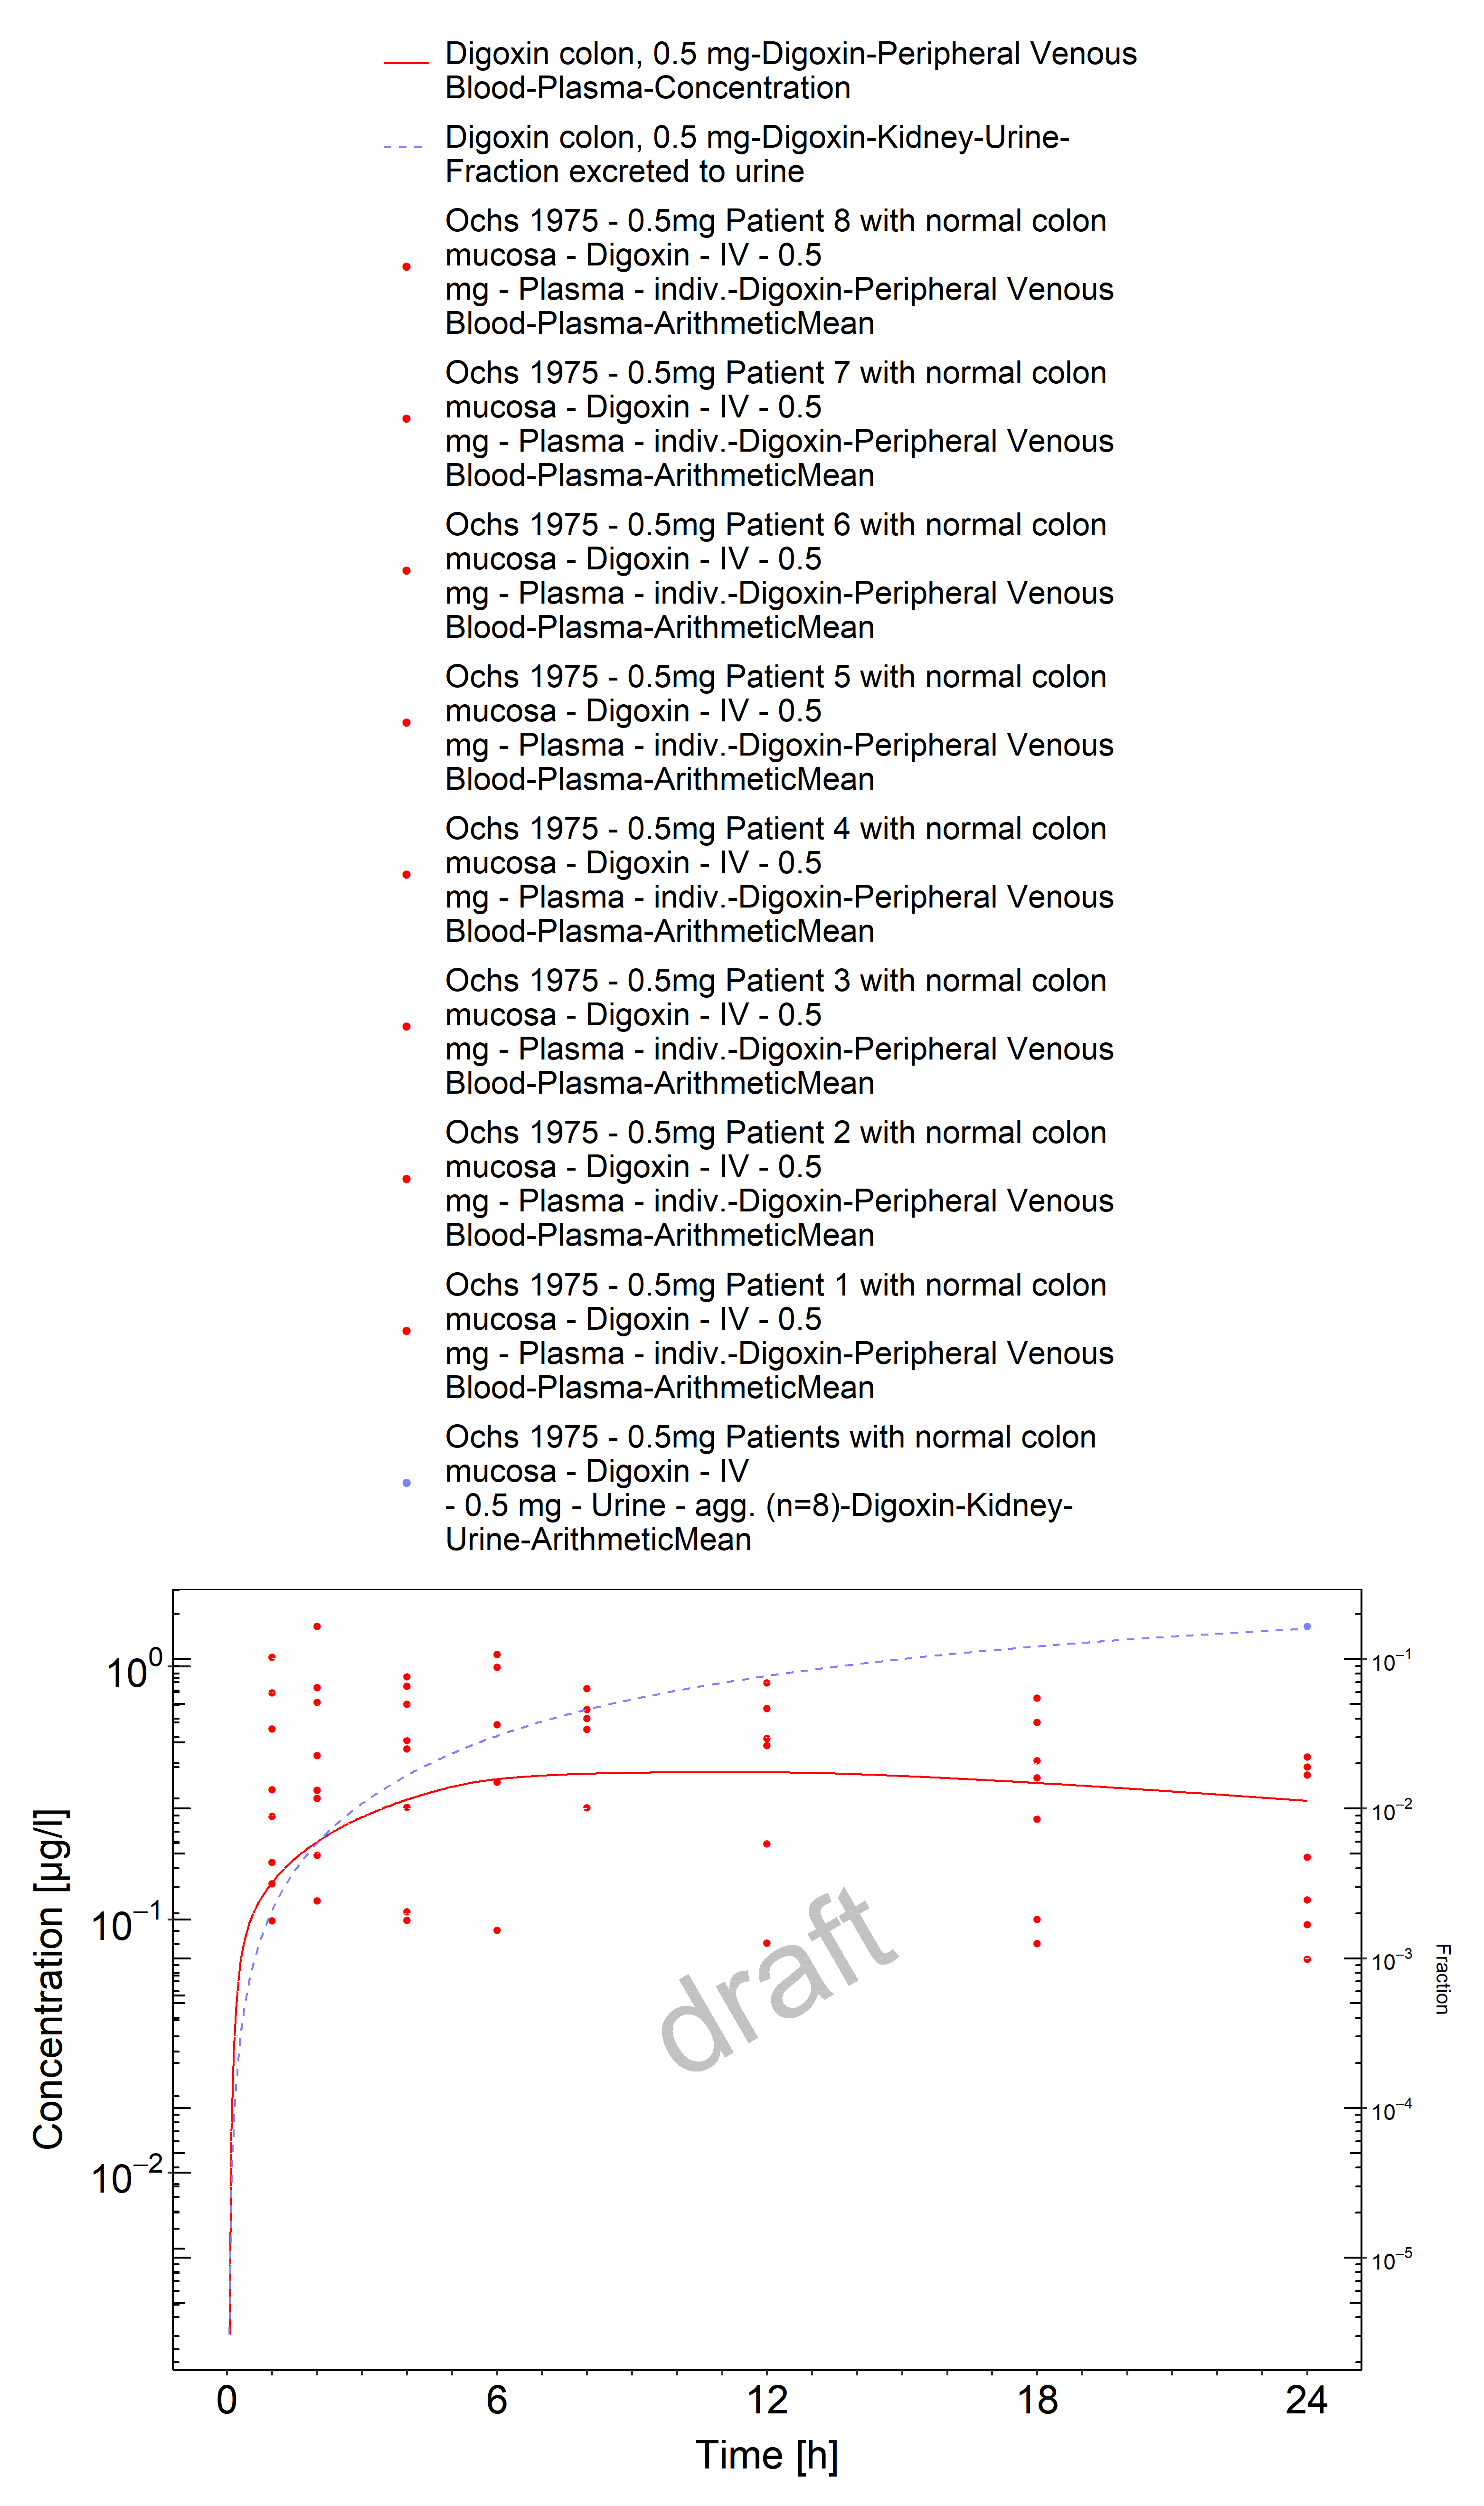 Digoxin colon, 0.5 mg-Digoxin-Peripheral Venous
Blood-Plasma-Concentration
Digoxin colon, 0.5 mg-Digoxin-Kidney-Urine-
Fraction excreted to urine
Ochs 1975 - 0.5mg Patient 8 with normal colon
mucosa - Digoxin - IV - 0.5
mg - Plasma - indiv.-Digoxin-Peripheral Venous
Blood-Plasma-ArithmeticMean
Ochs 1975 - 0.5mg Patient 7 with normal colon
mucosa - Digoxin - IV - 0.5
mg - Plasma - indiv.-Digoxin-Peripheral Venous
Blood-Plasma-ArithmeticMean
Ochs 1975 - 0.5mg Patient 6 with normal colon
mucosa - Digoxin - IV - 0.5
mg - Plasma - indiv.-Digoxin-Peripheral Venous
Blood-Plasma-ArithmeticMean
Ochs 1975 - 0.5mg Patient 5 with normal colon
mucosa - Digoxin - IV - 0.5
mg - Plasma - indiv.-Digoxin-Peripheral Venous
Blood-Plasma-ArithmeticMean
Ochs 1975 - 0.5mg Patient 4 with normal colon
mucosa - Digoxin - IV - 0.5
mg - Plasma - indiv.-Digoxin-Peripheral Venous
Blood-Plasma-ArithmeticMean
Ochs 1975 - 0.5mg Patient 3 with normal colon
mucosa - Digoxin - IV - 0.5
mg - Plasma - indiv.-Digoxin-Peripheral Venous
Blood-Plasma-ArithmeticMean
Ochs 1975 - 0.5mg Patient 2 with normal colon
mucosa - Digoxin - IV - 0.5
mg - Plasma - indiv.-Digoxin-Peripheral Venous
Blood-Plasma-ArithmeticMean
Ochs 1975 - 0.5mg Patient 1 with normal colon
mucosa - Digoxin - IV - 0.5
mg - Plasma - indiv.-Digoxin-Peripheral Venous
Blood-Plasma-ArithmeticMean
Ochs 1975 - 0.5mg Patients with normal colon
mucosa - Digoxin - IV
- 0.5 mg - Urine - agg. (n=8)-Digoxin-Kidney-
Urine-ArithmeticMean
10⁰
10⁻¹
10⁻²
Concentration [µg/l]
draft
10⁻¹
10⁻²
10⁻³
10⁻⁴
10⁻⁵
Fraction
0 6 12 18 24
Time [h]